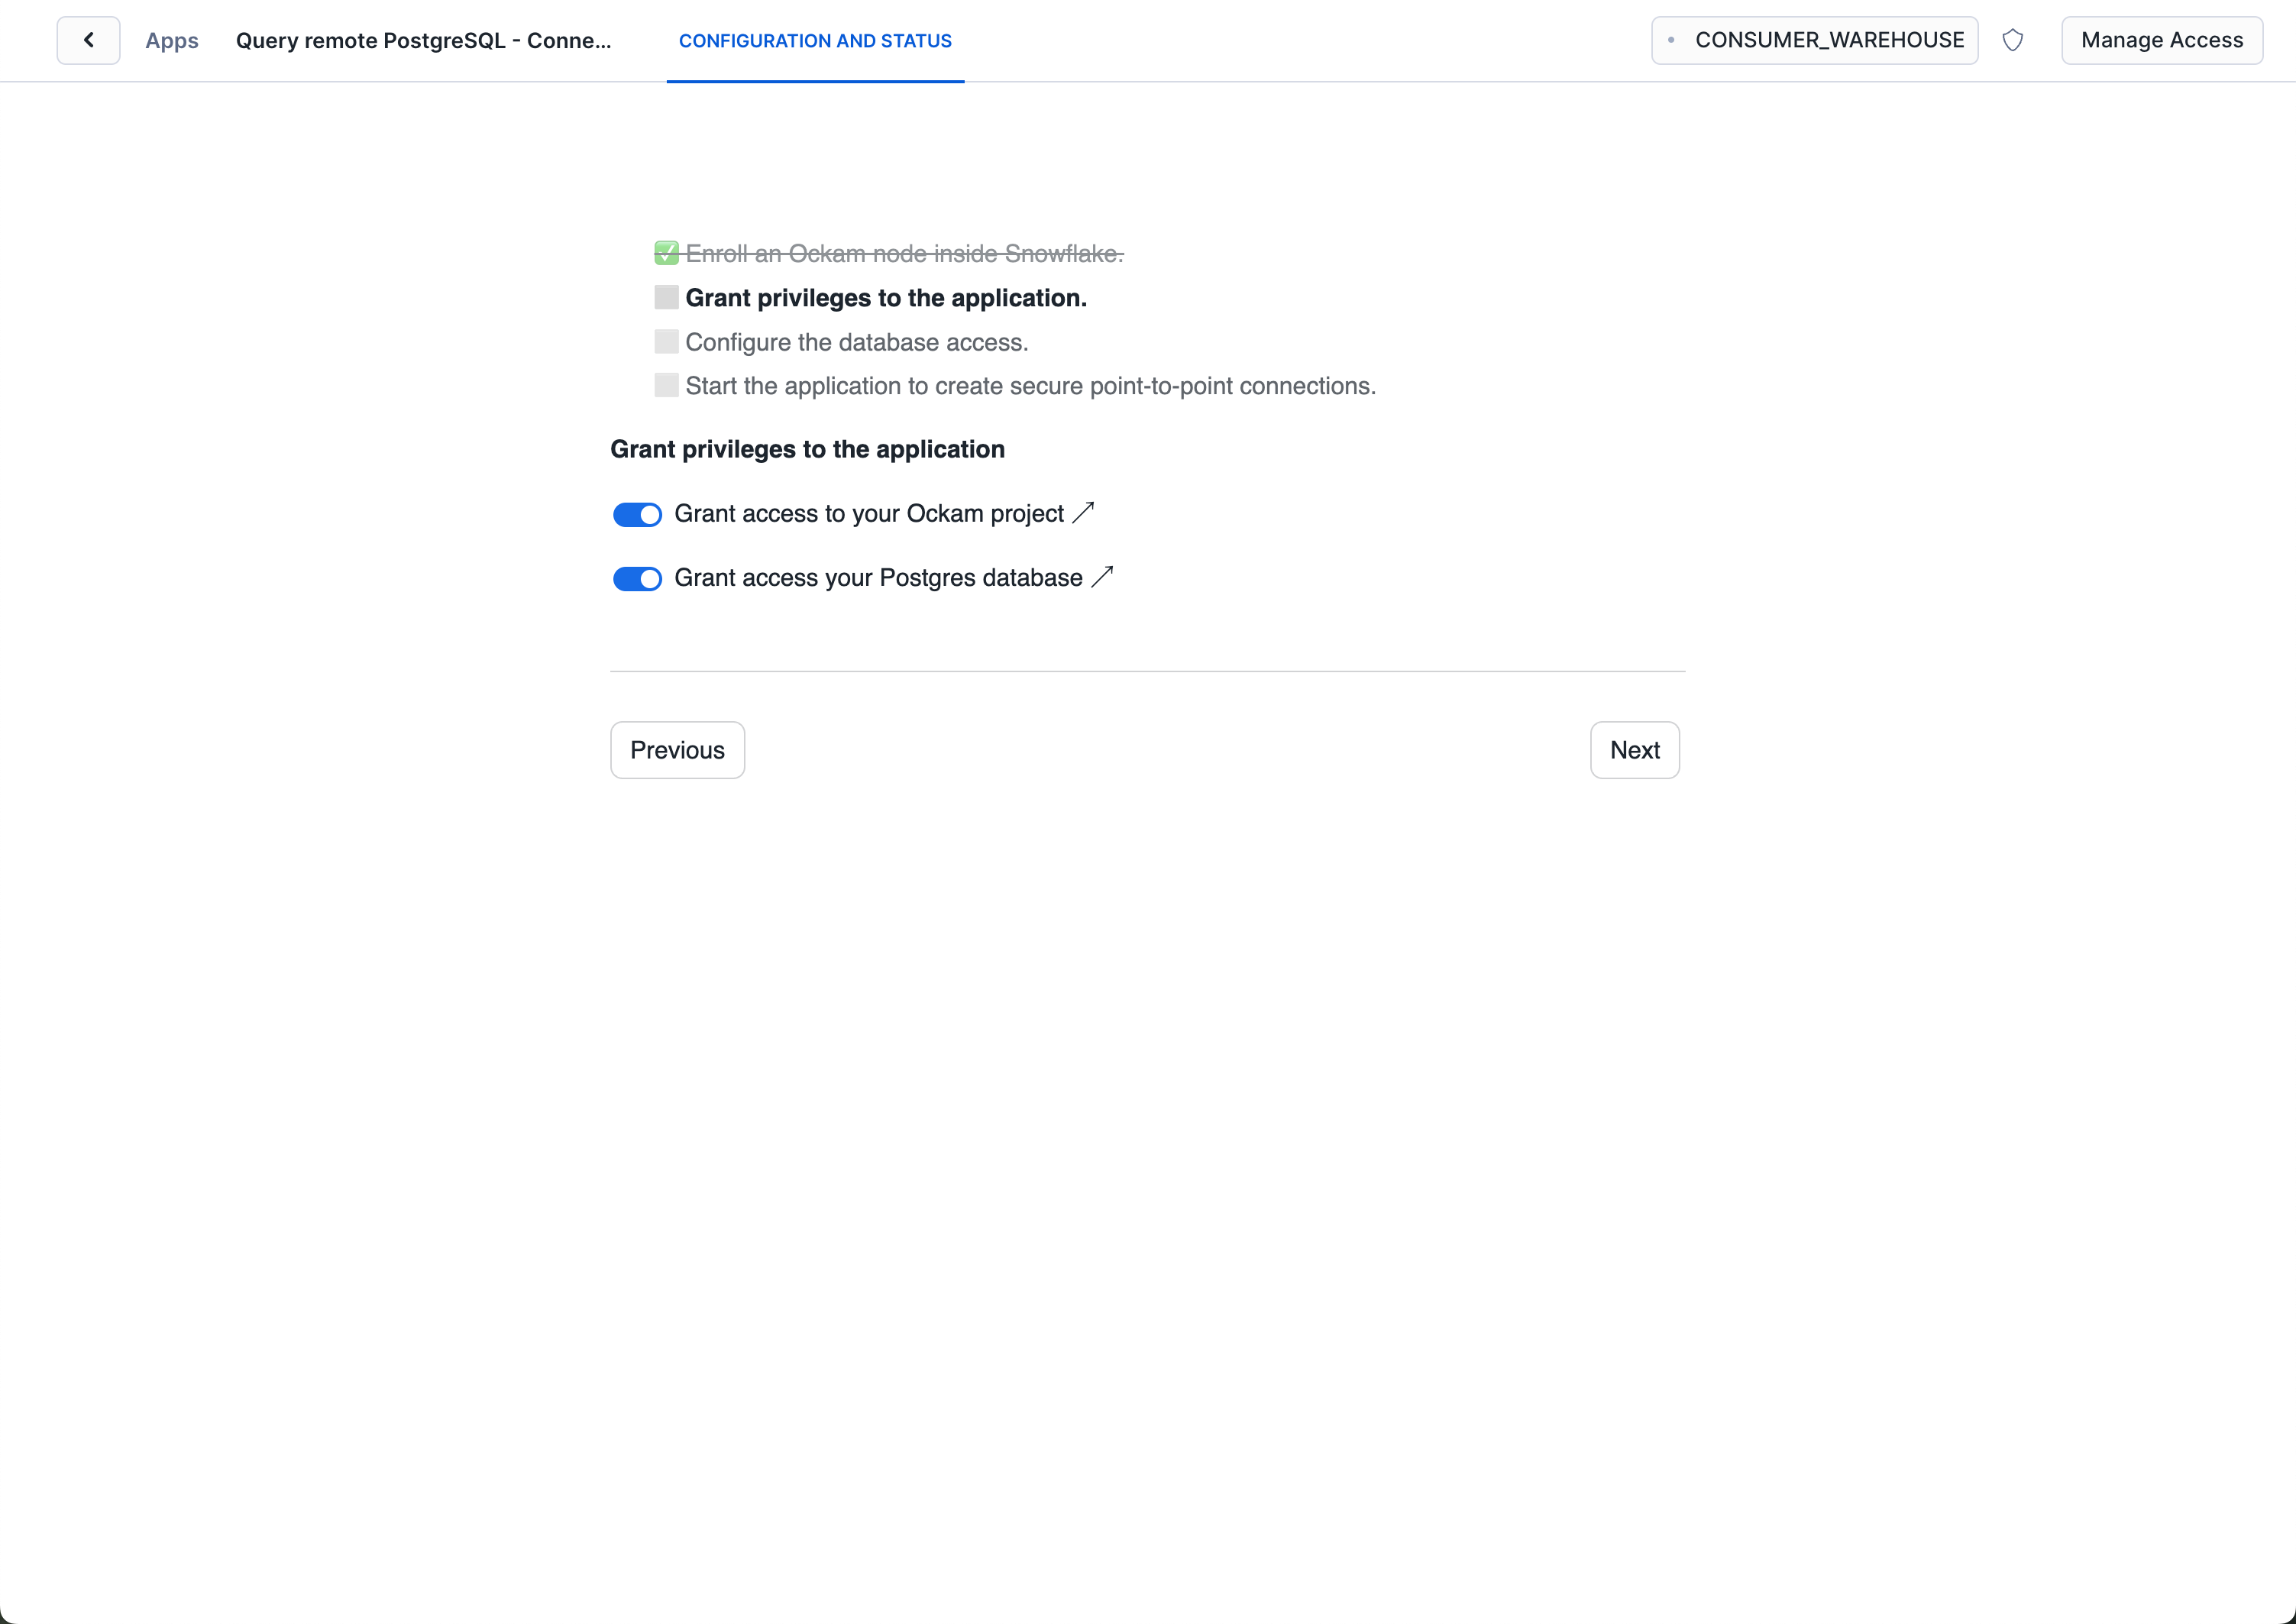 Apps
Query remote PostgreSQL - Conne...
CONFIGURATION AND STATUS
CONSUMER_WAREHOUSE
Manage Access
Enroll an Ockam node inside Snowflake.
Grant privileges to the application.
Configure the database access.
Start the application to create secure point-to-point connections.
Grant privileges to the application
Grant access to your Ockam project
Grant access your Postgres database
Previous
Next